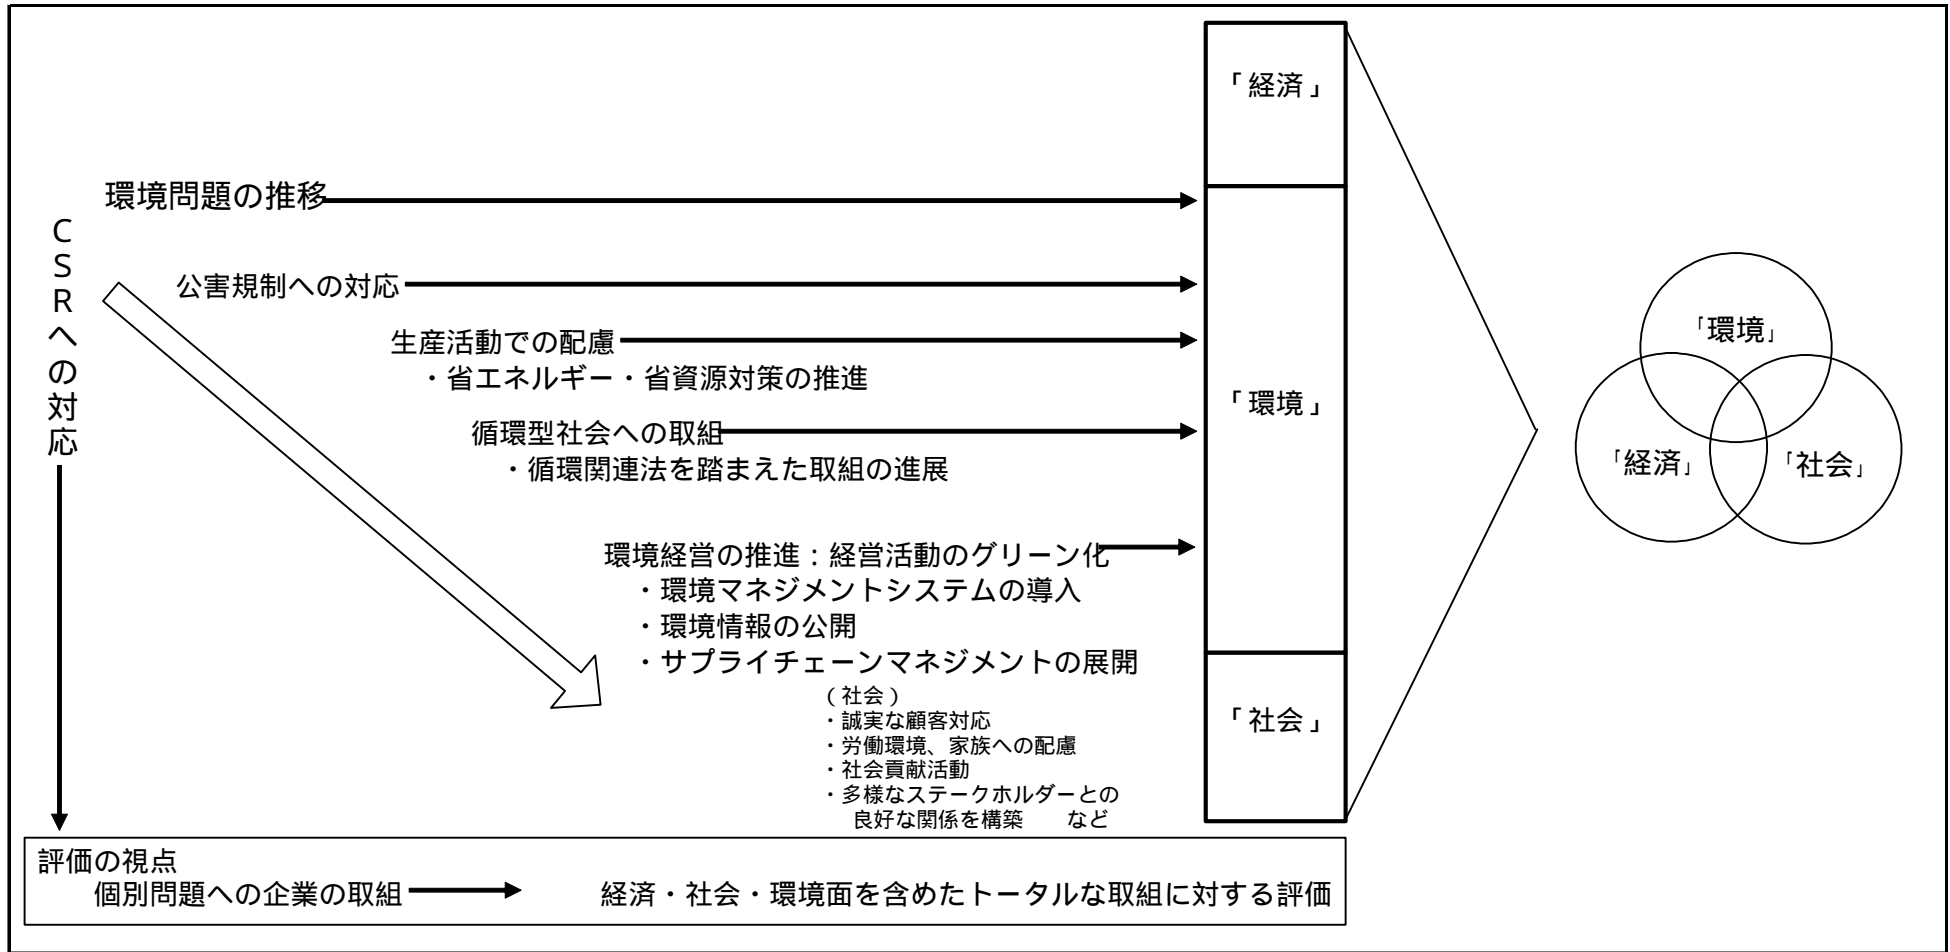 環境問題の推移
CSRへの対応
公害規制への対応
生産活動での配慮
・省エネルギー・省資源対策の推進
循環型社会への取組
・循環関連法を踏まえた取組の進展
環境経営の推進：経営活動のグリーン化
・環境マネジメントシステムの導入
・環境情報の公開
・サプライチェーンマネジメントの展開
（社会）
・誠実な顧客対応
・労働環境、家族への配慮
・社会貢献活動
・多様なステークホルダーとの
良好な関係を構築　　など
「経済」
「環境」
「社会」
「環境」
「経済」
「社会」
評価の視点
個別問題への企業の取組
経済・社会・環境面を含めたトータルな取組に対する評価